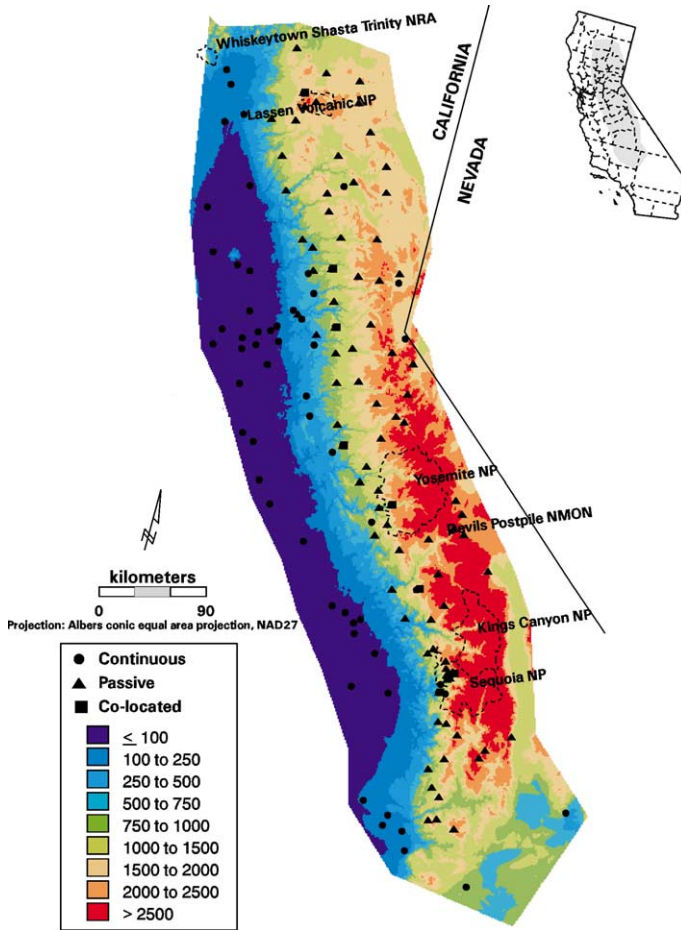 Whiskeytown Shasta Trinity NRA
Lassen Volcanic NP
CALIFORNIA
NEVADA
Yosemite NP
Devils Postpile NMON
Kings Canyon NP
Sequoia NP
kilometers
0 90
Projection: Albers conic equal area projection, NAD27
Continuous
Passive
Co-located
≤ 100
100 to 250
250 to 500
500 to 750
750 to 1000
1000 to 1500
1500 to 2000
2000 to 2500
> 2500